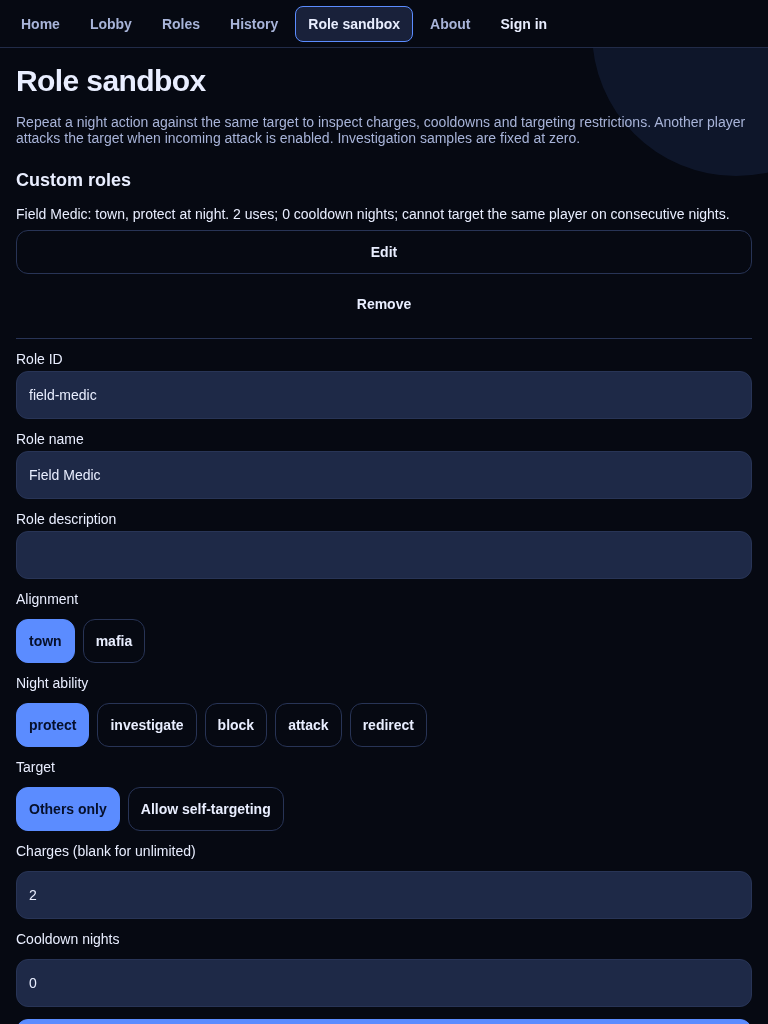 Home Lobby Roles History Role sandbox About Sign in
Role sandbox
Repeat a night action against the same target to inspect charges, cooldowns and targeting restrictions. Another player
attacks the target when incoming attack is enabled. Investigation samples are fixed at zero.
Custom roles
Field Medic: town, protect at night. 2 uses; 0 cooldown nights; cannot target the same player on consecutive nights.
Edit
Remove
Role ID
field-medic
Role name
Field Medic
Role description
Alignment
town mafia
Night ability
protect investigate block attack redirect
Target
Others only Allow self-targeting
Charges (blank for unlimited)
2
Cooldown nights
0